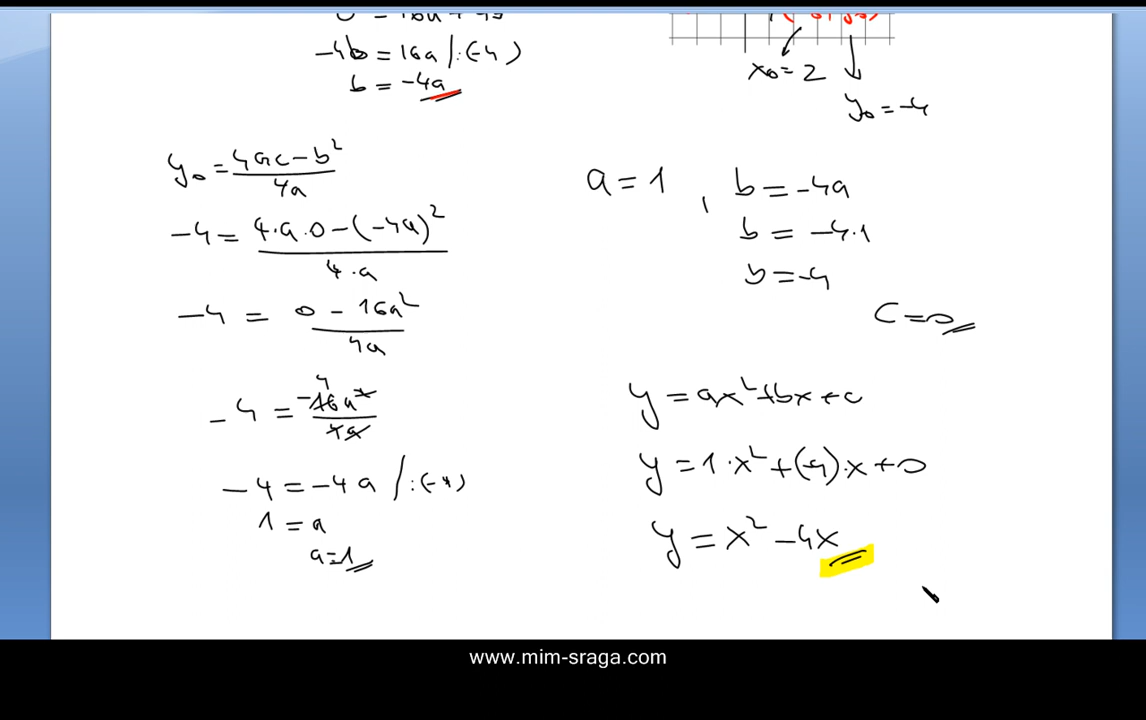 -4b = 16a /:(-4)
b = -4a
x₀ = 2
y₀ = -4
y₀ = (4ac - b²)/(4a)
-4 = (4·a·0 - (-4a)²)/(4·a)
-4 = (0 - 16a²)/(4a)
-4 = (-16a²)/(4a)
4
-4 = -4a /:(-4)
1 = a
a = 1
a = 1, b = -4a
b = -4·1
b = -4
c = 0
y = ax² + bx + c
y = 1·x² + (-4)·x + 0
y = x² - 4x
www.mim-sraga.com